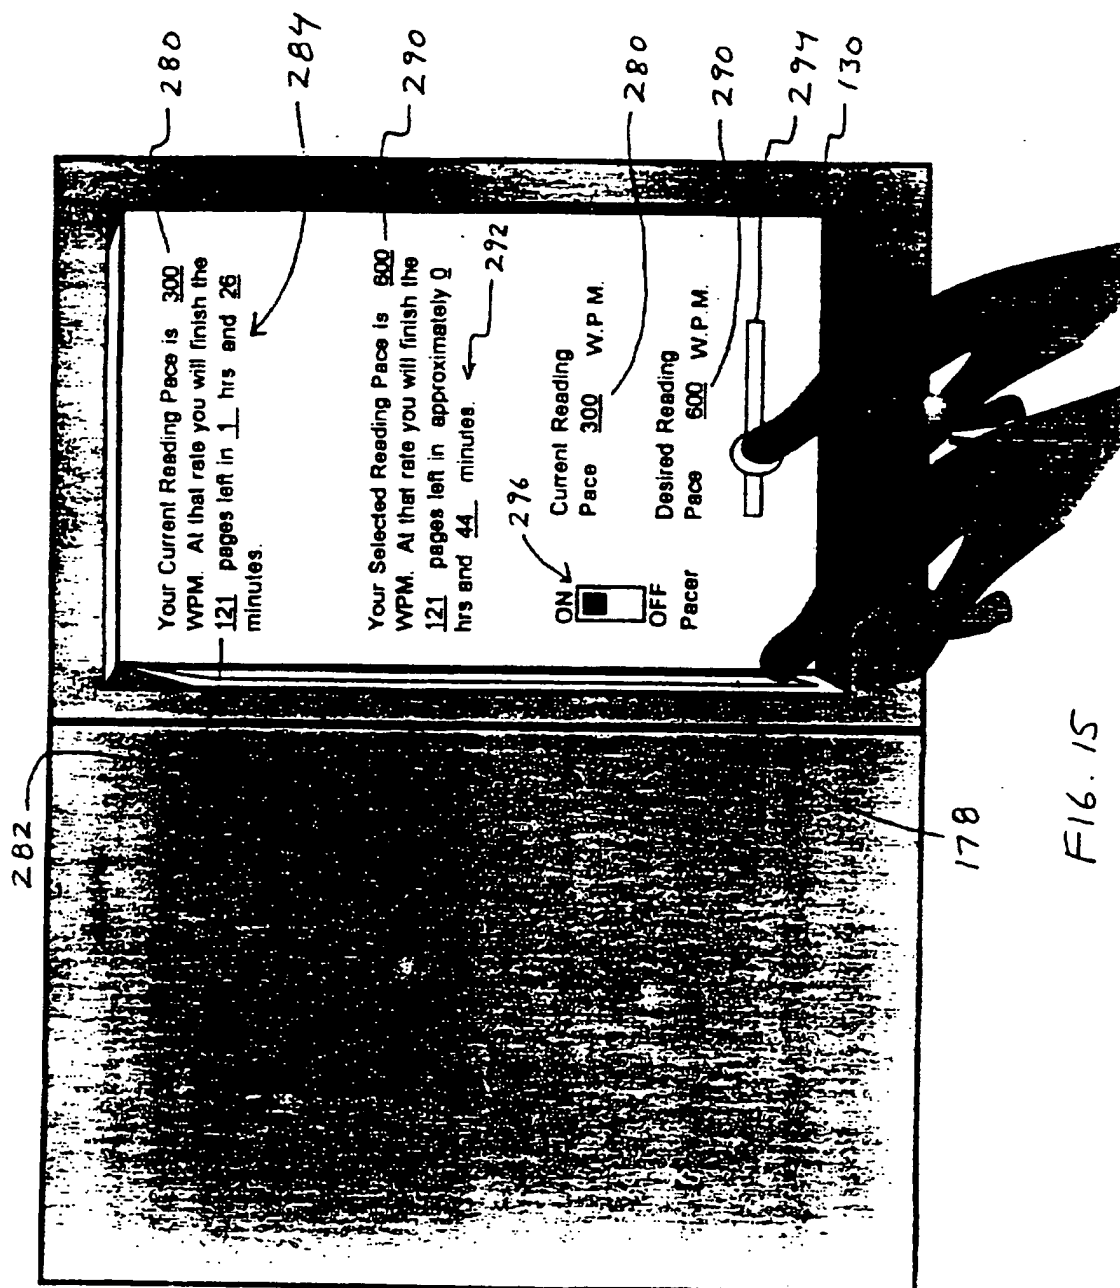 280
284
290
280
290
294
130
Your Current Reading Pace is 300
WPM. At that rate you will finish the
121 pages left in 1 hrs and 26
minutes.
Your Selected Reading Pace is 600
WPM. At that rate you will finish the
121 pages left in approximately 0
hrs and 44 minutes.
292
296
ON
OFF
Pacer
Current Reading
Pace 300 W.P.M.
Desired Reading
Pace 600 W.P.M.
282
178
FIG. 15